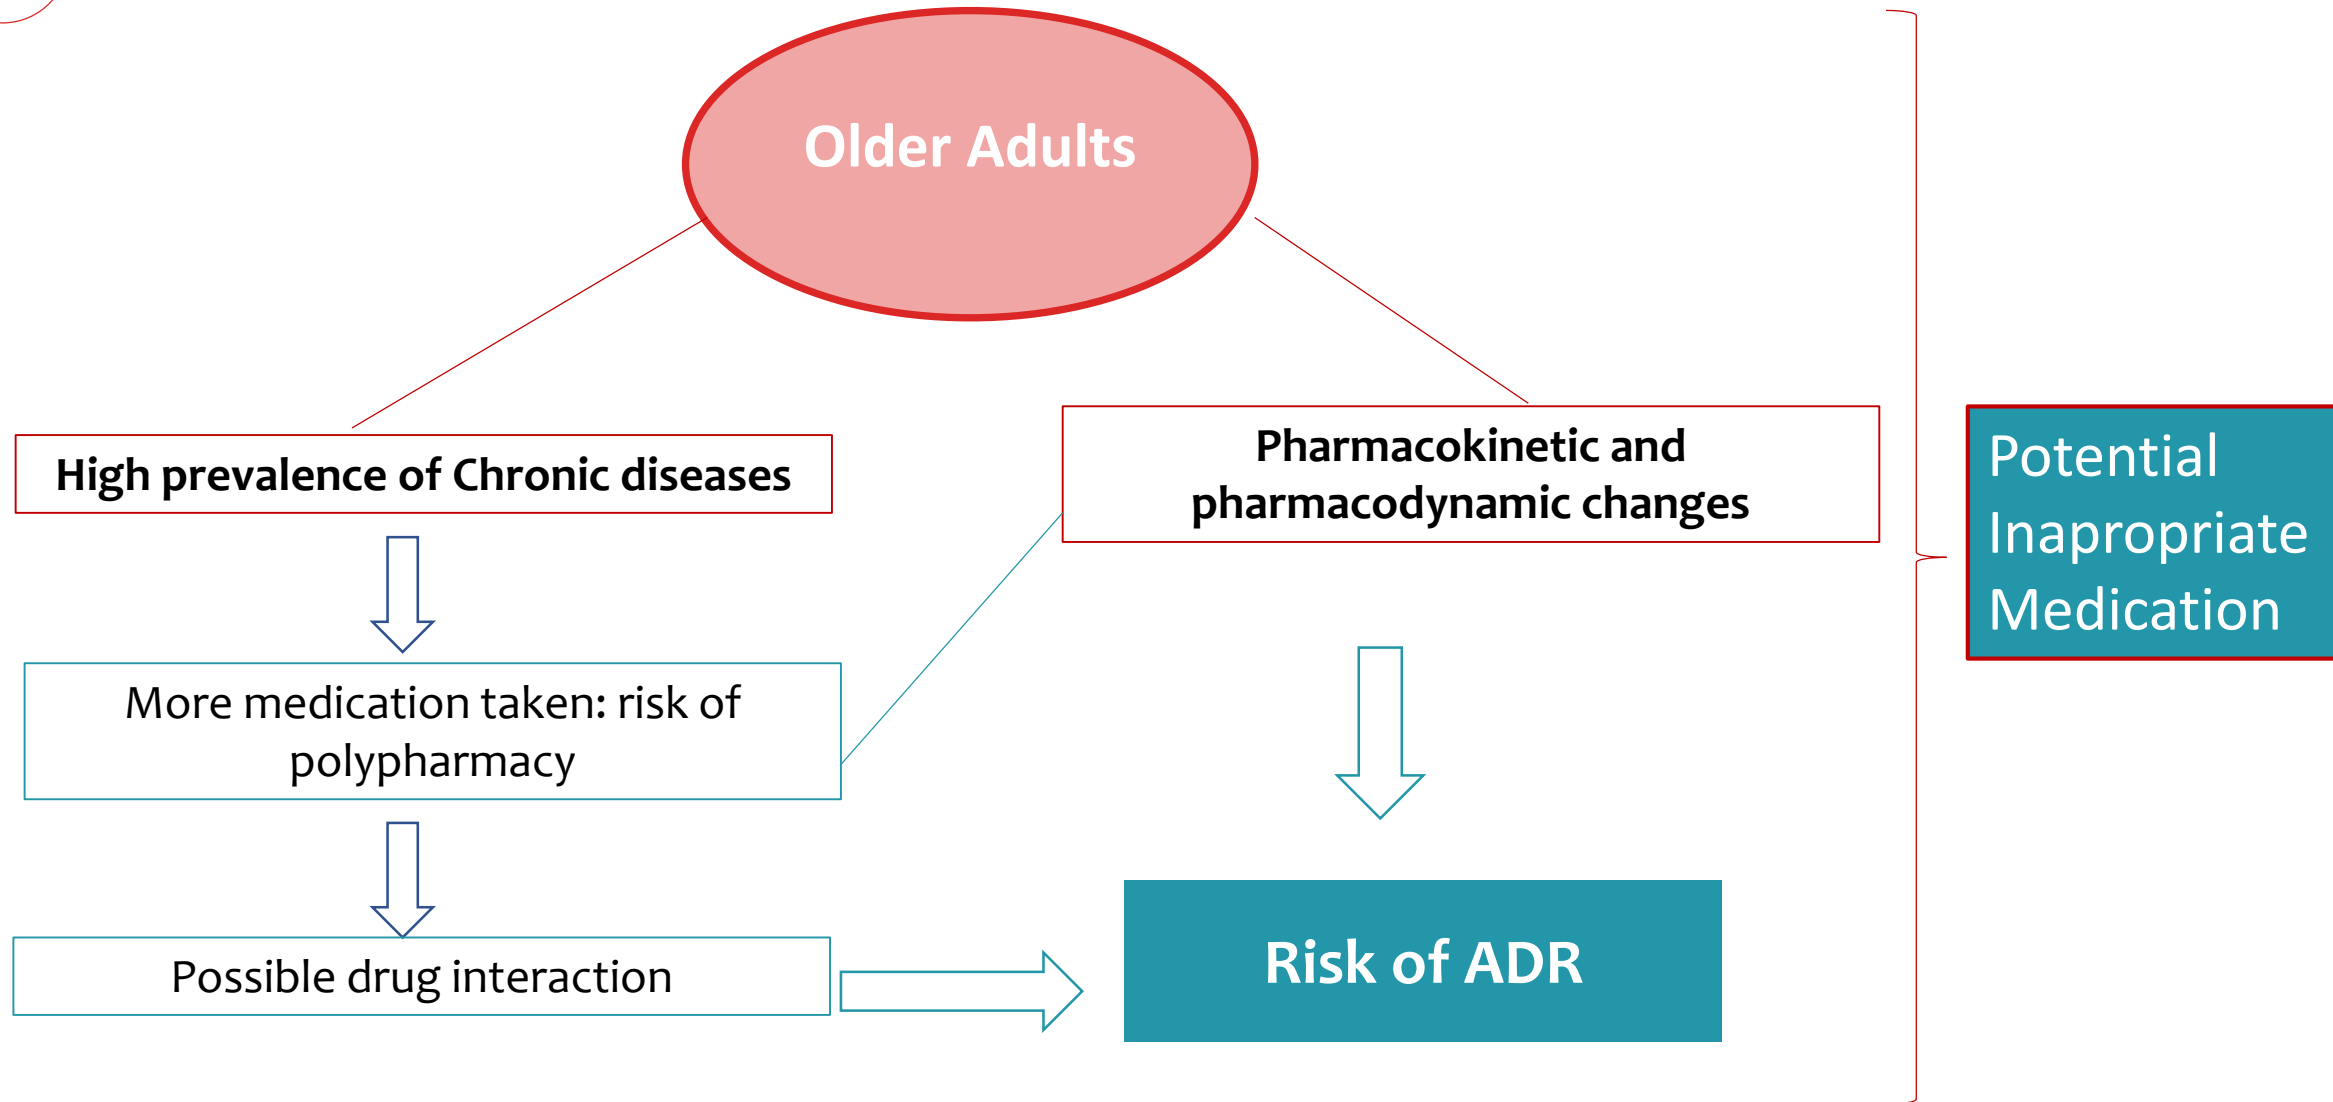 Older Adults
High prevalence of Chronic diseases
Pharmacokinetic and
pharmacodynamic changes
More medication taken: risk of
polypharmacy
Possible drug interaction
Risk of ADR
Potential
Inapropriate
Medication